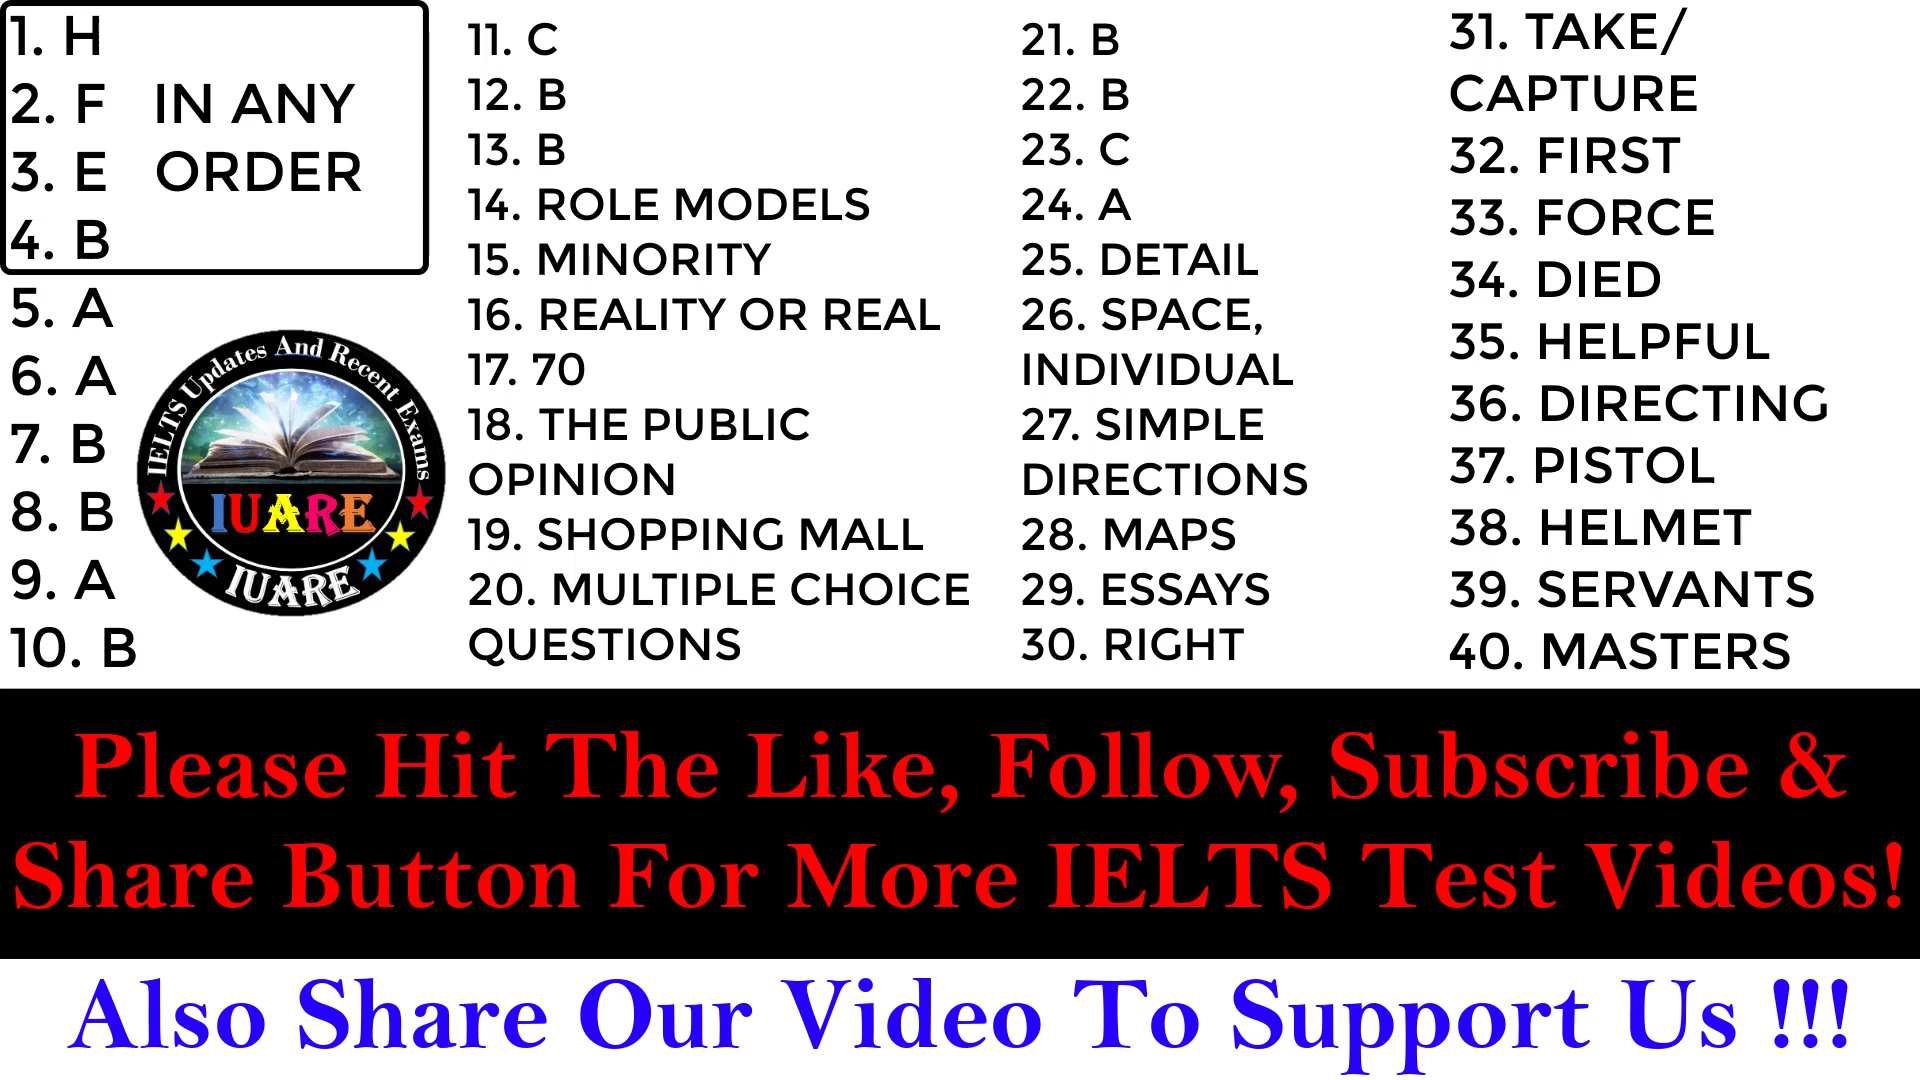 1. H
2. F IN ANY
3. E ORDER
4. B
5. A
6. A
7. B
8. B
9. A
10. B
IELTS Updates And Recent Exams
IUARE
IUARE
11. C
12. B
13. B
14. ROLE MODELS
15. MINORITY
16. REALITY OR REAL
17. 70
18. THE PUBLIC
OPINION
19. SHOPPING MALL
20. MULTIPLE CHOICE
QUESTIONS
21. B
22. B
23. C
24. A
25. DETAIL
26. SPACE,
INDIVIDUAL
27. SIMPLE
DIRECTIONS
28. MAPS
29. ESSAYS
30. RIGHT
31. TAKE/
CAPTURE
32. FIRST
33. FORCE
34. DIED
35. HELPFUL
36. DIRECTING
37. PISTOL
38. HELMET
39. SERVANTS
40. MASTERS
Please Hit The Like, Follow, Subscribe &
Share Button For More IELTS Test Videos!
Also Share Our Video To Support Us !!!